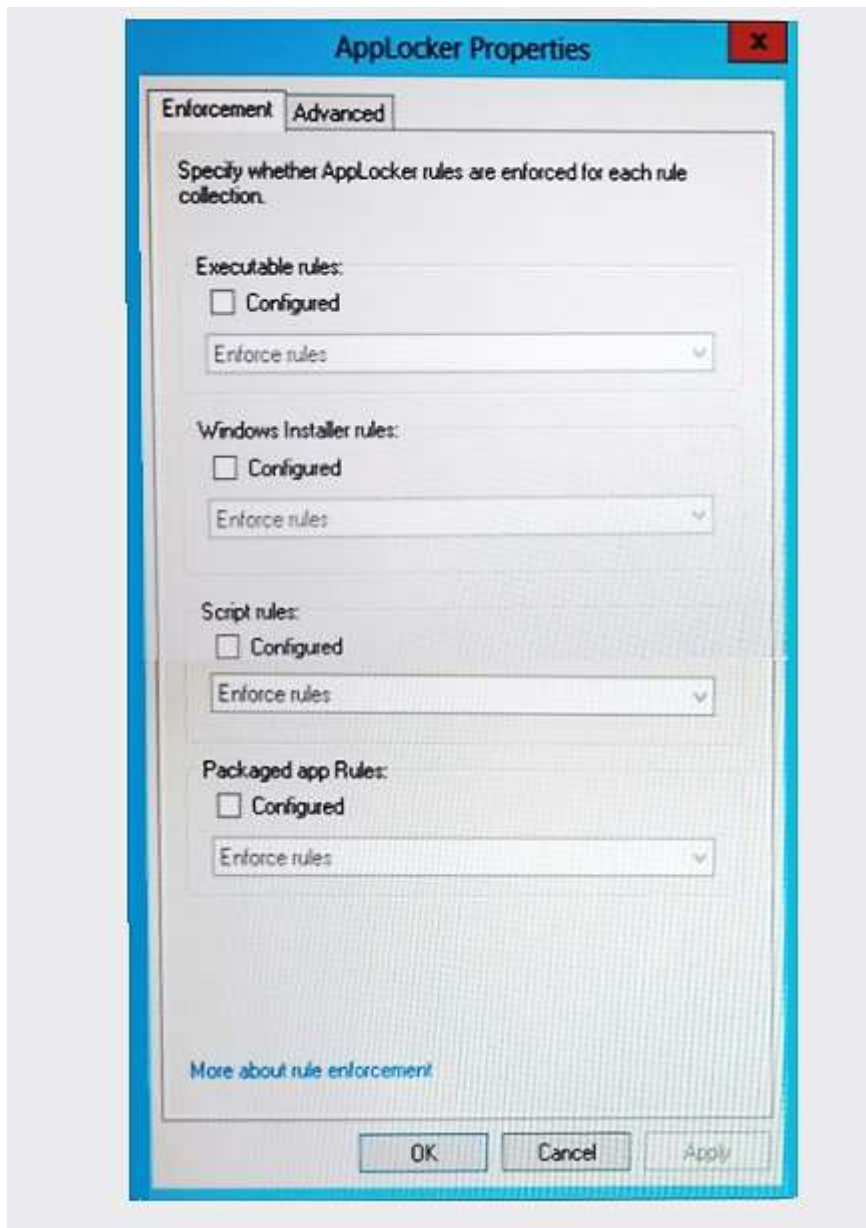 AppLocker Properties
x
Enforcement
Advanced
Specify whether AppLocker rules are enforced for each rule
collection.
Executable rules:
Configured
Enforce rules
Windows Installer rules:
Configured
Enforce rules
Script rules:
Configured
Enforce rules
Packaged app Rules:
Configured
Enforce rules
More about rule enforcement
OK
Cancel
Apply